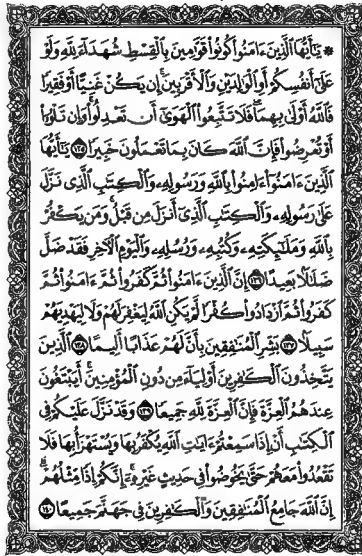 ۞ يَٰٓأَيُّهَا ٱلَّذِينَ ءَامَنُواْ كُونُواْ قَوَّٰمِينَ بِٱلۡقِسۡطِ شُهَدَآءَ لِلَّهِ وَلَوۡ
عَلَىٰٓ أَنفُسِكُمۡ أَوِ ٱلۡوَٰلِدَيۡنِ وَٱلۡأَقۡرَبِينَۚ إِن يَكُنۡ غَنِيًّا أَوۡ فَقِيرٗا
فَٱللَّهُ أَوۡلَىٰ بِهِمَاۖ فَلَا تَتَّبِعُواْ ٱلۡهَوَىٰٓ أَن تَعۡدِلُواْۚ وَإِن تَلۡوُۥٓاْ
أَوۡ تُعۡرِضُواْ فَإِنَّ ٱللَّهَ كَانَ بِمَا تَعۡمَلُونَ خَبِيرٗا ١٣٥ يَٰٓأَيُّهَا
ٱلَّذِينَ ءَامَنُوٓاْ ءَامِنُواْ بِٱللَّهِ وَرَسُولِهِۦ وَٱلۡكِتَٰبِ ٱلَّذِي نَزَّلَ
عَلَىٰ رَسُولِهِۦ وَٱلۡكِتَٰبِ ٱلَّذِيٓ أَنزَلَ مِن قَبۡلُۚ وَمَن يَكۡفُرۡ
بِٱللَّهِ وَمَلَٰٓئِكَتِهِۦ وَكُتُبِهِۦ وَرُسُلِهِۦ وَٱلۡيَوۡمِ ٱلۡأٓخِرِ فَقَدۡ ضَلَّ
ضَلَٰلَۢا بَعِيدًا ١٣٦ إِنَّ ٱلَّذِينَ ءَامَنُواْ ثُمَّ كَفَرُواْ ثُمَّ ءَامَنُواْ ثُمَّ
كَفَرُواْ ثُمَّ ٱزۡدَادُواْ كُفۡرٗا لَّمۡ يَكُنِ ٱللَّهُ لِيَغۡفِرَ لَهُمۡ وَلَا لِيَهۡدِيَهُمۡ
سَبِيلَۢا ١٣٧ بَشِّرِ ٱلۡمُنَٰفِقِينَ بِأَنَّ لَهُمۡ عَذَابًا أَلِيمًا ١٣٨ ٱلَّذِينَ
يَتَّخِذُونَ ٱلۡكَٰفِرِينَ أَوۡلِيَآءَ مِن دُونِ ٱلۡمُؤۡمِنِينَۚ أَيَبۡتَغُونَ
عِندَهُمُ ٱلۡعِزَّةَ فَإِنَّ ٱلۡعِزَّةَ لِلَّهِ جَمِيعٗا ١٣٩ وَقَدۡ نَزَّلَ عَلَيۡكُمۡ فِي
ٱلۡكِتَٰبِ أَنۡ إِذَا سَمِعۡتُمۡ ءَايَٰتِ ٱللَّهِ يُكۡفَرُ بِهَا وَيُسۡتَهۡزَأُ بِهَا فَلَا
تَقۡعُدُواْ مَعَهُمۡ حَتَّىٰ يَخُوضُواْ فِي حَدِيثٍ غَيۡرِهِۦٓ إِنَّكُمۡ إِذٗا مِّثۡلُهُمۡۗ
إِنَّ ٱللَّهَ جَامِعُ ٱلۡمُنَٰفِقِينَ وَٱلۡكَٰفِرِينَ فِي جَهَنَّمَ جَمِيعًا ١٤٠